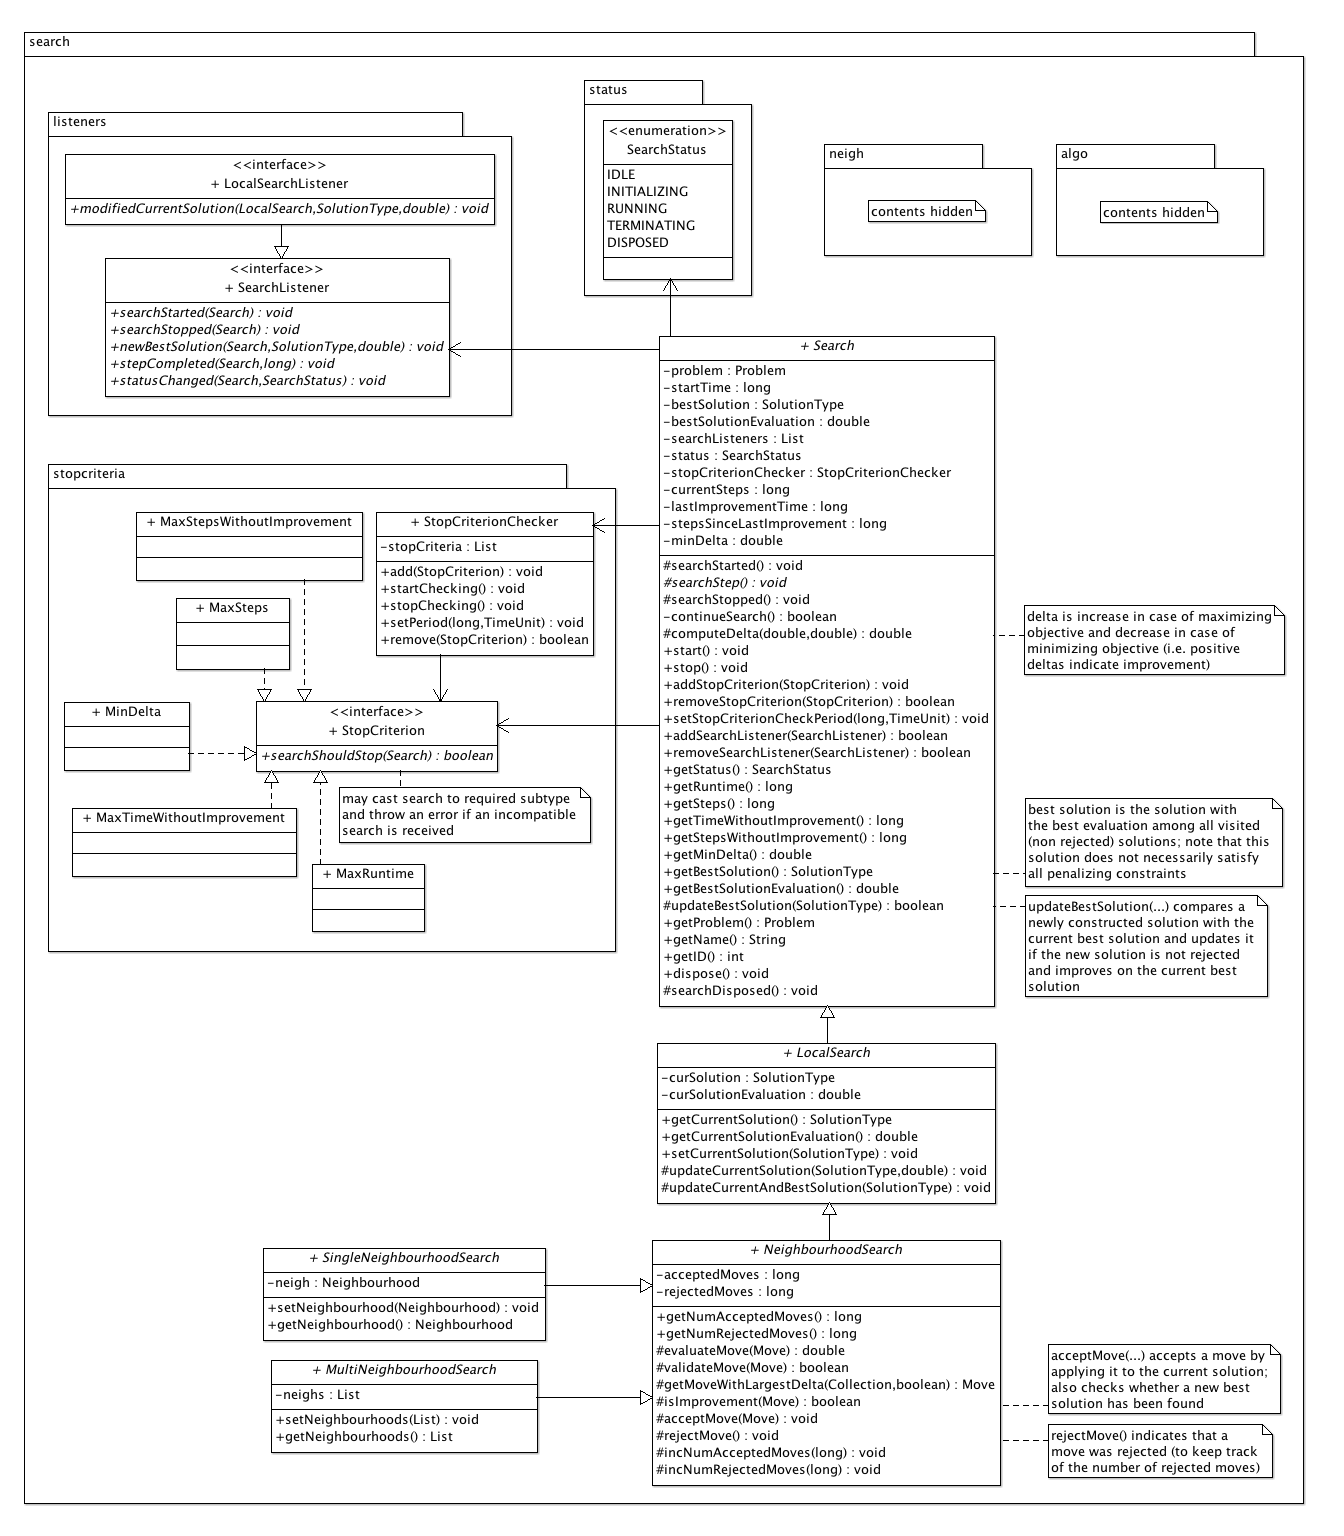 search
listeners
<<interface>>
+ LocalSearchListener
+modifiedCurrentSolution(LocalSearch,SolutionType,double) : void
<<interface>>
+ SearchListener
+searchStarted(Search) : void
+searchStopped(Search) : void
+newBestSolution(Search,SolutionType,double) : void
+stepCompleted(Search,long) : void
+statusChanged(Search,SearchStatus) : void
status
<<enumeration>>
SearchStatus
IDLE
INITIALIZING
RUNNING
TERMINATING
DISPOSED
neigh
contents hidden
algo
contents hidden
stopcriteria
+ MaxStepsWithoutImprovement
+ StopCriterionChecker
-stopCriteria : List
+add(StopCriterion) : void
+startChecking() : void
+stopChecking() : void
+setPeriod(long,TimeUnit) : void
+remove(StopCriterion) : boolean
+ MaxSteps
+ MinDelta
<<interface>>
+ StopCriterion
+searchShouldStop(Search) : boolean
+ MaxTimeWithoutImprovement
may cast search to required subtype
and throw an error if an incompatible
search is received
+ MaxRuntime
+ Search
-problem : Problem
-startTime : long
-bestSolution : SolutionType
-bestSolutionEvaluation : double
-searchListeners : List
-status : SearchStatus
-stopCriterionChecker : StopCriterionChecker
-currentSteps : long
-lastImprovementTime : long
-stepsSinceLastImprovement : long
-minDelta : double
#searchStarted() : void
#searchStep() : void
#searchStopped() : void
-continueSearch() : boolean
#computeDelta(double,double) : double
+start() : void
+stop() : void
+addStopCriterion(StopCriterion) : void
+removeStopCriterion(StopCriterion) : boolean
+setStopCriterionCheckPeriod(long,TimeUnit) : void
+addSearchListener(SearchListener) : boolean
+removeSearchListener(SearchListener) : boolean
+getStatus() : SearchStatus
+getRuntime() : long
+getSteps() : long
+getTimeWithoutImprovement() : long
+getStepsWithoutImprovement() : long
+getMinDelta() : double
+getBestSolution() : SolutionType
+getBestSolutionEvaluation() : double
#updateBestSolution(SolutionType) : boolean
+getProblem() : Problem
+getName() : String
+getID() : int
+dispose() : void
#searchDisposed() : void
delta is increase in case of maximizing
objective and decrease in case of
minimizing objective (i.e. positive
deltas indicate improvement)
best solution is the solution with
the best evaluation among all visited
(non rejected) solutions; note that this
solution does not necessarily satisfy
all penalizing constraints
updateBestSolution(...) compares a
newly constructed solution with the
current best solution and updates it
if the new solution is not rejected
and improves on the current best
solution
+ LocalSearch
-curSolution : SolutionType
-curSolutionEvaluation : double
+getCurrentSolution() : SolutionType
+getCurrentSolutionEvaluation() : double
+setCurrentSolution(SolutionType) : void
#updateCurrentSolution(SolutionType,double) : void
#updateCurrentAndBestSolution(SolutionType) : void
+ SingleNeighbourhoodSearch
-neigh : Neighbourhood
+setNeighbourhood(Neighbourhood) : void
+getNeighbourhood() : Neighbourhood
+ MultiNeighbourhoodSearch
-neighs : List
+setNeighbourhoods(List) : void
+getNeighbourhoods() : List
+ NeighbourhoodSearch
-acceptedMoves : long
-rejectedMoves : long
+getNumAcceptedMoves() : long
+getNumRejectedMoves() : long
#evaluateMove(Move) : double
#validateMove(Move) : boolean
#getMoveWithLargestDelta(Collection,boolean) : Move
#isImprovement(Move) : boolean
#acceptMove(Move) : void
#rejectMove() : void
#incNumAcceptedMoves(long) : void
#incNumRejectedMoves(long) : void
acceptMove(...) accepts a move by
applying it to the current solution;
also checks whether a new best
solution has been found
rejectMove() indicates that a
move was rejected (to keep track
of the number of rejected moves)